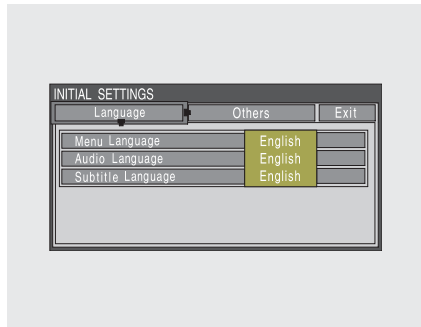 INITIAL SETTINGS
Language Others Exit
Menu Language English
Audio Language English
Subtitle Language English